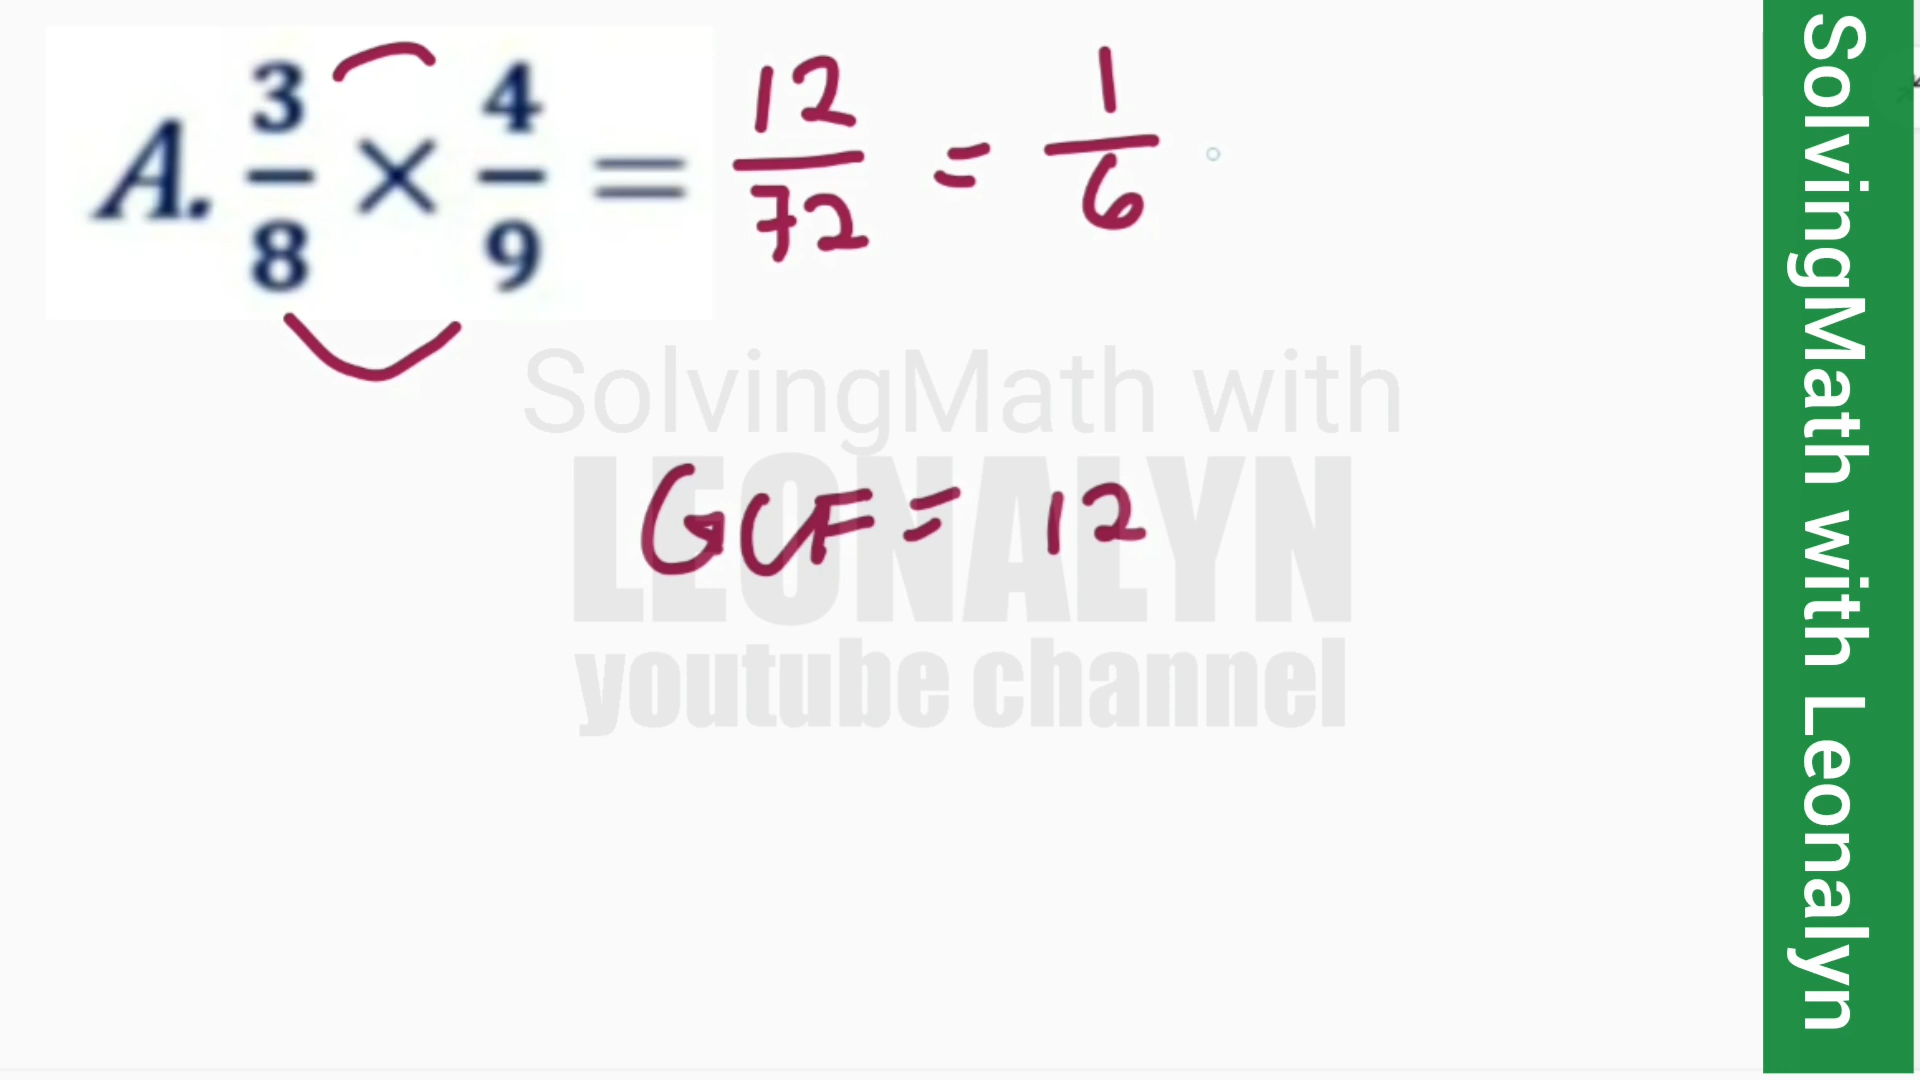 A. 3/8 × 4/9 = 12/72 = 1/6
SolvingMath with
LEONALYN
youtube channel
GCF = 12
SolvingMath with Leonalyn